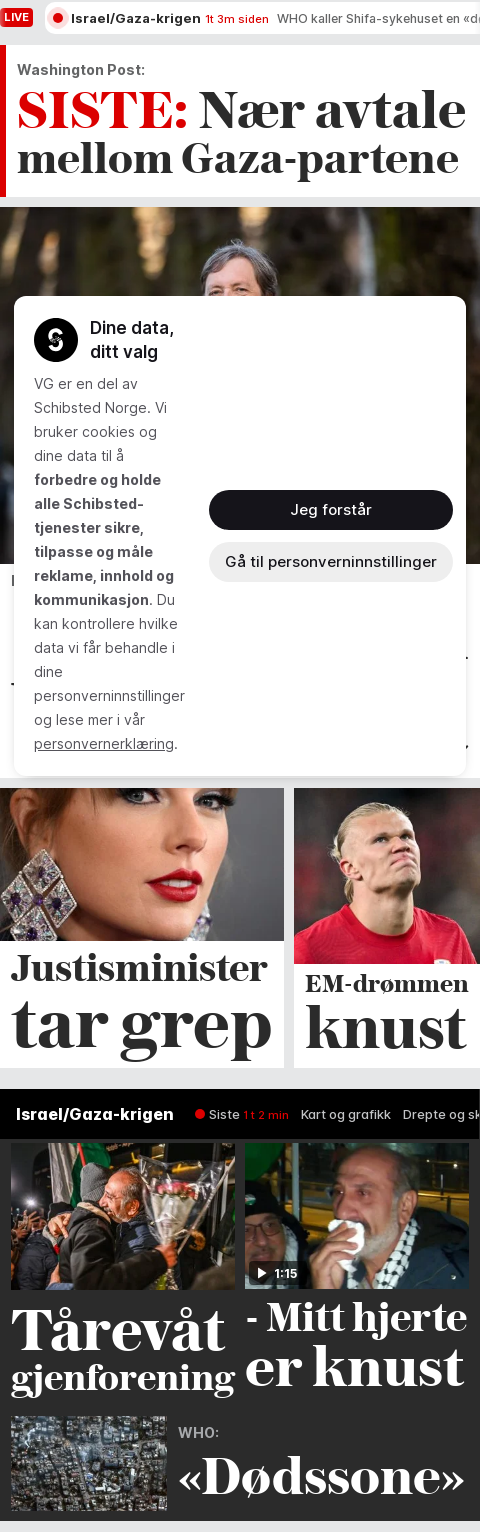 LIVE
Israel/Gaza-krigen 1t 3m siden WHO kaller Shifa-sykehuset en
Washington Post:
SISTE: Nær avtale
mellom Gaza-partene
Dine data,
ditt valg
VG er en del av
Schibsted Norge. Vi
bruker cookies og
dine data til å
forbedre og holde
alle Schibsted-
tjenester sikre,
tilpasse og måle
reklame, innhold og
kommunikasjon. Du
kan kontrollere hvilke
data vi får behandle i
dine
personverninnstillinger
og lese mer i vår
personvernerklæring.
Jeg forstår
Gå til personverninnstillinger
Justisminister
tar grep
EM-drømmen
knust
Israel/Gaza-krigen Siste 1 t 2 min Kart og grafikk Drepte og
1:15
Tårevåt
gjenforening
- Mitt hjerte
er knust
WHO:
«Dødssone»